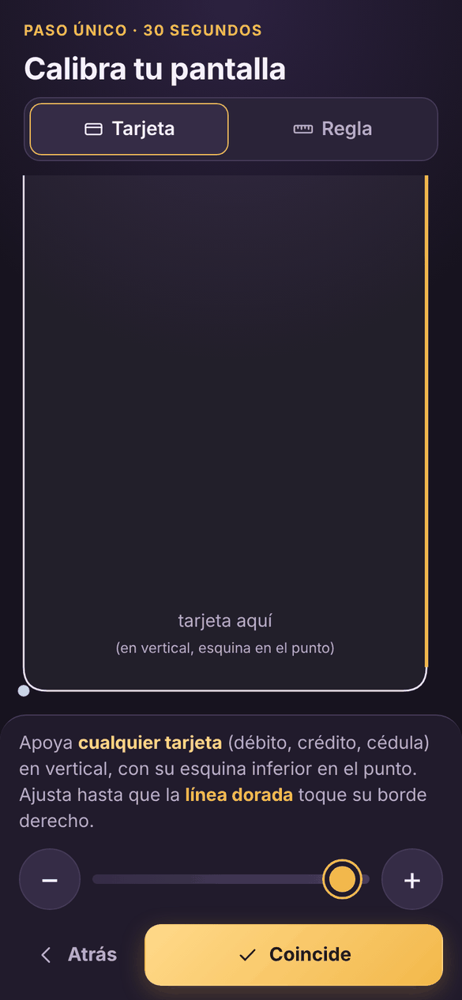 PASO ÚNICO · 30 SEGUNDOS
Calibra tu pantalla
Tarjeta
Regla
tarjeta aquí
(en vertical, esquina en el punto)
Apoya cualquier tarjeta (débito, crédito, cédula)
en vertical, con su esquina inferior en el punto.
Ajusta hasta que la línea dorada toque su borde
derecho.
− +
Atrás
Coincide